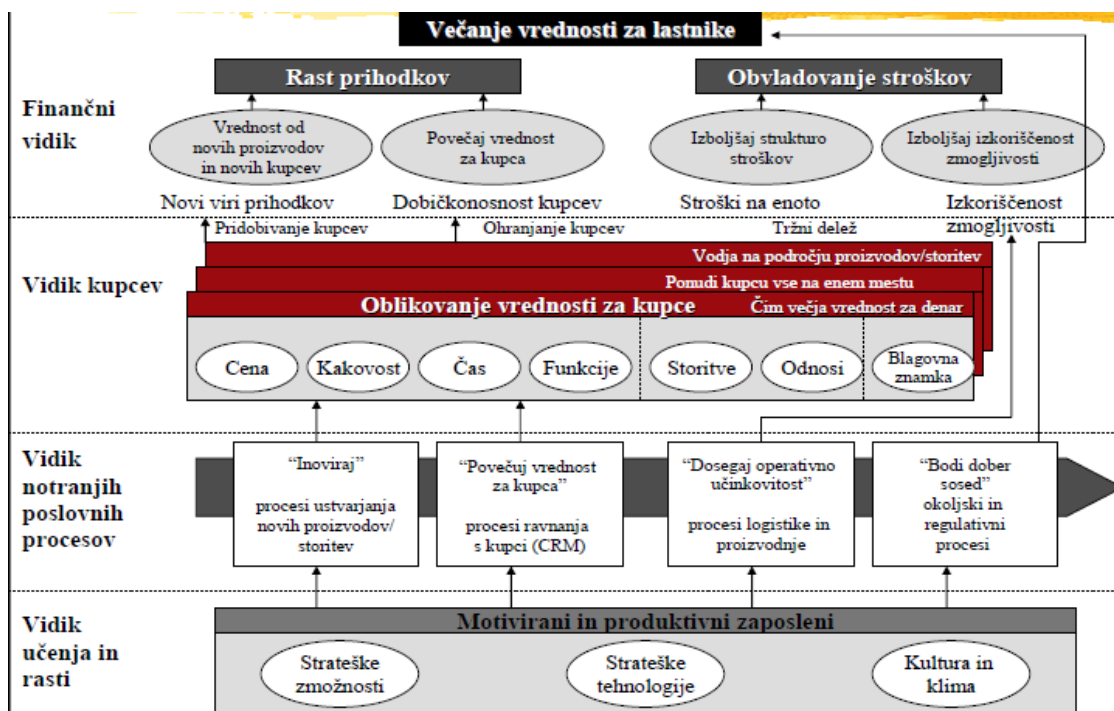 Večanje vrednosti za lastnike
Rast prihodkov
Obvladovanje stroškov
Finančni
vidik
Vrednost od
novih proizvodov
in novih kupcev
Povečaj vrednost
za kupca
Izboljšaj strukturo
stroškov
Izboljšaj izkoriščenost
zmogljivosti
Novi viri prihodkov
Dobičkonosnost kupcev
Stroški na enoto
Izkoriščenost
zmogljivosti
Pridobivanje kupcev
Ohranjanje kupcev
Tržni delež
Vidik kupcev
Vodja na področju proizvodov/storitev
Ponudi kupcu vse na enem mestu
Oblikovanje vrednosti za kupce
Čim večja vrednost za denar
Cena
Kakovost
Čas
Funkcije
Storitve
Odnosi
Blagovna
znamka
Vidik
notranjih
poslovnih
procesov
“Inoviraj”
procesi ustvarjanja
novih proizvodov/
storitev
“Povečuj vrednost
za kupca”
procesi ravnanja
s kupci (CRM)
“Dosegaj operativno
učinkovitost”
procesi logistike in
proizvodnje
“Bodi dober
sosed”
okoljski in
regulativni
procesi
Vidik
učenja in
rasti
Motivirani in produktivni zaposleni
Strateške
zmožnosti
Strateške
tehnologije
Kultura in
klima